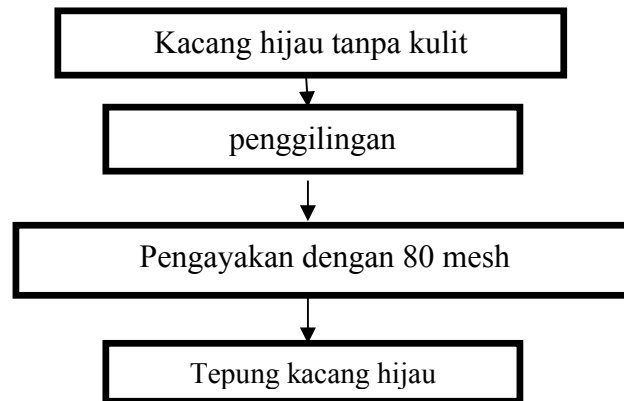 Kacang hijau tanpa kulit
penggilingan
Pengayakan dengan 80 mesh
Tepung kacang hijau